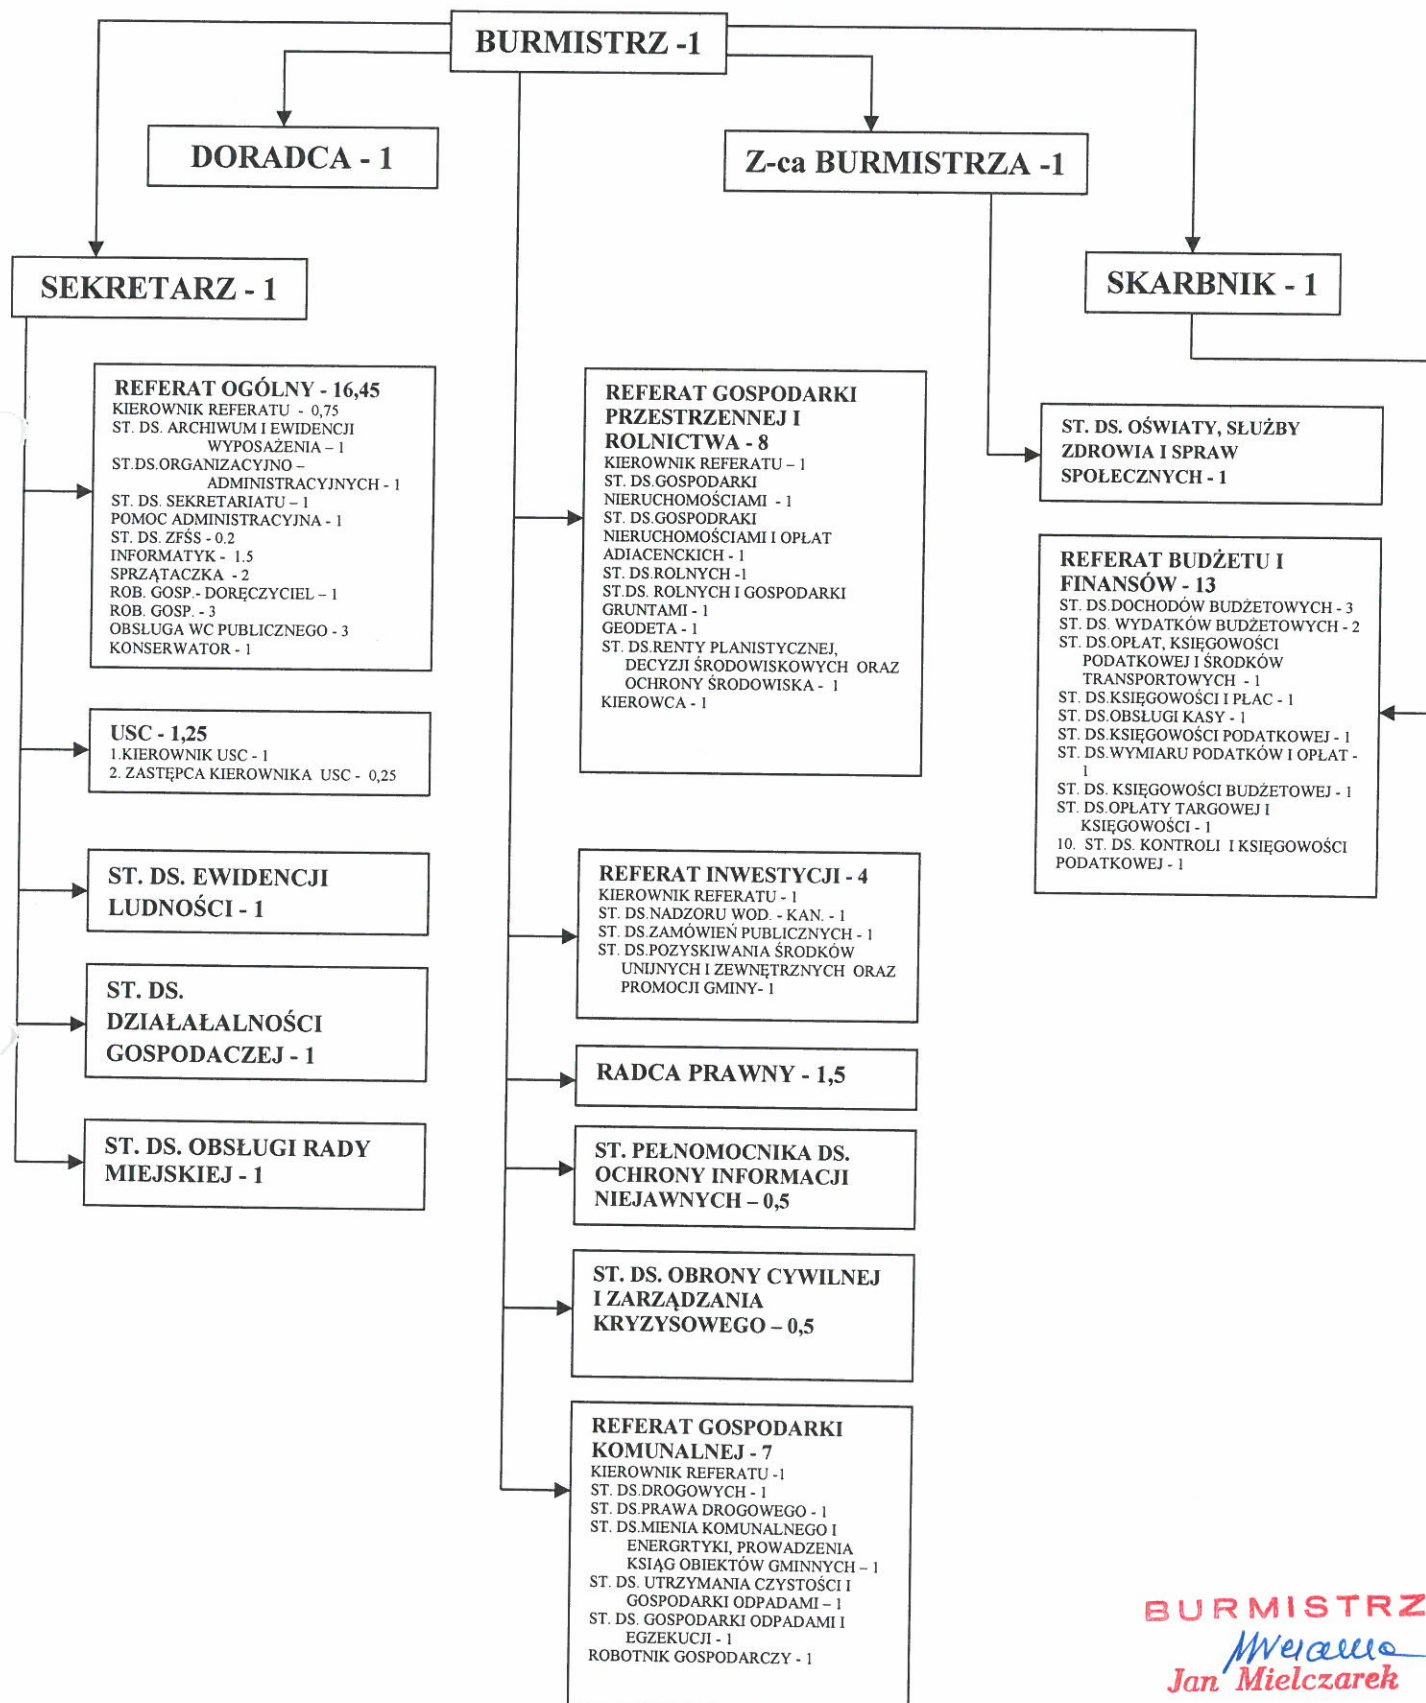 BURMISTRZ -1
DORADCA - 1
Z-ca BURMISTRZA -1
SEKRETARZ - 1
SKARBNIK - 1
REFERAT OGÓLNY - 16,45
KIEROWNIK REFERATU - 0,75
ST. DS. ARCHIWUM I EWIDENCJI
WYPOSAŻENIA – 1
ST.DS.ORGANIZACYJNO –
ADMINISTRACYJNYCH - 1
ST. DS. SEKRETARIATU – 1
POMOC ADMINISTRACYJNA - 1
ST. DS. ZFŚS - 0.2
INFORMATYK - 1.5
SPRZĄTACZKA - 2
ROB. GOSP.- DORĘCZYCIEL – 1
ROB. GOSP. - 3
OBSŁUGA WC PUBLICZNEGO - 3
KONSERWATOR - 1
USC - 1,25
1.KIEROWNIK USC - 1
2. ZASTĘPCA KIEROWNIKA USC - 0,25
ST. DS. EWIDENCJI
LUDNOŚCI - 1
ST. DS.
DZIAŁAŁALNOŚCI
GOSPODACZEJ - 1
ST. DS. OBSŁUGI RADY
MIEJSKIEJ - 1
REFERAT GOSPODARKI
PRZESTRZENNEJ I
ROLNICTWA - 8
KIEROWNIK REFERATU – 1
ST. DS.GOSPODARKI
NIERUCHOMOŚCIAMI - 1
ST. DS.GOSPODRAKI
NIERUCHOMOŚCIAMI I OPŁAT
ADIACENCKICH - 1
ST. DS.ROLNYCH -1
ST.DS. ROLNYCH I GOSPODARKI
GRUNTAMI - 1
GEODETA - 1
ST. DS.RENTY PLANISTYCZNEJ,
DECYZJI ŚRODOWISKOWYCH ORAZ
OCHRONY ŚRODOWISKA - 1
KIEROWCA - 1
REFERAT INWESTYCJI - 4
KIEROWNIK REFERATU - 1
ST. DS.NADZORU WOD. - KAN. - 1
ST. DS.ZAMÓWIEŃ PUBLICZNYCH - 1
ST. DS.POZYSKIWANIA ŚRODKÓW
UNIJNYCH I ZEWNĘTRZNYCH ORAZ
PROMOCJI GMINY- 1
RADCA PRAWNY - 1,5
ST. PEŁNOMOCNIKA DS.
OCHRONY INFORMACJI
NIEJAWNYCH – 0,5
ST. DS. OBRONY CYWILNEJ
I ZARZĄDZANIA
KRYZYSOWEGO – 0,5
REFERAT GOSPODARKI
KOMUNALNEJ - 7
KIEROWNIK REFERATU -1
ST. DS.DROGOWYCH - 1
ST. DS.PRAWA DROGOWEGO - 1
ST. DS.MIENIA KOMUNALNEGO I
ENERGRTYKI, PROWADZENIA
KSIĄG OBIEKTÓW GMINNYCH – 1
ST. DS. UTRZYMANIA CZYSTOŚCI I
GOSPODARKI ODPADAMI – 1
ST. DS. GOSPODARKI ODPADAMI I
EGZEKUCJI - 1
ROBOTNIK GOSPODARCZY - 1
ST. DS. OŚWIATY, SŁUŻBY
ZDROWIA I SPRAW
SPOŁECZNYCH - 1
REFERAT BUDŻETU I
FINANSÓW - 13
ST. DS.DOCHODÓW BUDŻETOWYCH - 3
ST. DS. WYDATKÓW BUDŻETOWYCH - 2
ST. DS.OPŁAT, KSIĘGOWOŚCI
PODATKOWEJ I ŚRODKÓW
TRANSPORTOWYCH - 1
ST. DS.KSIĘGOWOŚCI I PŁAC - 1
ST. DS.OBSŁUGI KASY - 1
ST. DS.KSIĘGOWOŚCI PODATKOWEJ - 1
ST. DS.WYMIARU PODATKÓW I OPŁAT -
1
ST. DS. KSIĘGOWOŚCI BUDŻETOWEJ - 1
ST. DS.OPŁATY TARGOWEJ I
KSIĘGOWOŚCI - 1
10. ST. DS. KONTROLI I KSIĘGOWOŚCI
PODATKOWEJ - 1
BURMISTRZ
Jan Mielczarek